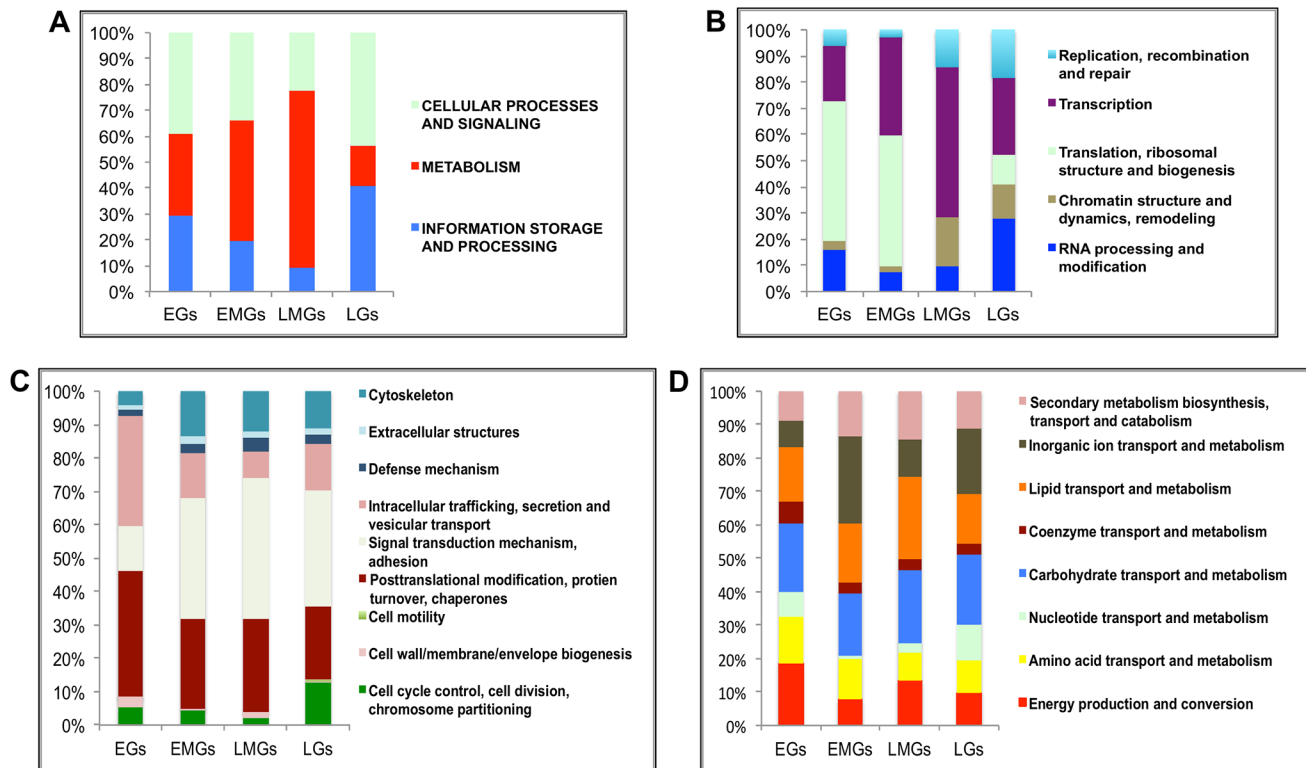 A
100%
90%
80%
70%
60%
50%
40%
30%
20%
10%
0%
EGs EMGs LMGs LGs
CELLULAR PROCESSES
AND SIGNALING
METABOLISM
INFORMATION STORAGE
AND PROCESSING
B
100%
90%
80%
70%
60%
50%
40%
30%
20%
10%
0%
EGs EMGs LMGs LGs
Replication, recombination
and repair
Transcription
Translation, ribosomal
structure and biogenesis
Chromatin structure and
dynamics, remodeling
RNA processing and
modification
C
100%
90%
80%
70%
60%
50%
40%
30%
20%
10%
0%
EGs EMGs LMGs LGs
Cytoskeleton
Extracellular structures
Defense mechanism
Intracellular trafficking, secretion and
vesicular transport
Signal transduction mechanism,
adhesion
Posttranslational modification, protien
turnover, chaperones
Cell motility
Cell wall/membrane/envelope biogenesis
Cell cycle control, cell division,
chromosome partitioning
D
100%
90%
80%
70%
60%
50%
40%
30%
20%
10%
0%
EGs EMGs LMGs LGs
Secondary metabolism biosynthesis,
transport and catabolism
Inorganic ion transport and metabolism
Lipid transport and metabolism
Coenzyme transport and metabolism
Carbohydrate transport and metabolism
Nucleotide transport and metabolism
Amino acid transport and metabolism
Energy production and conversion